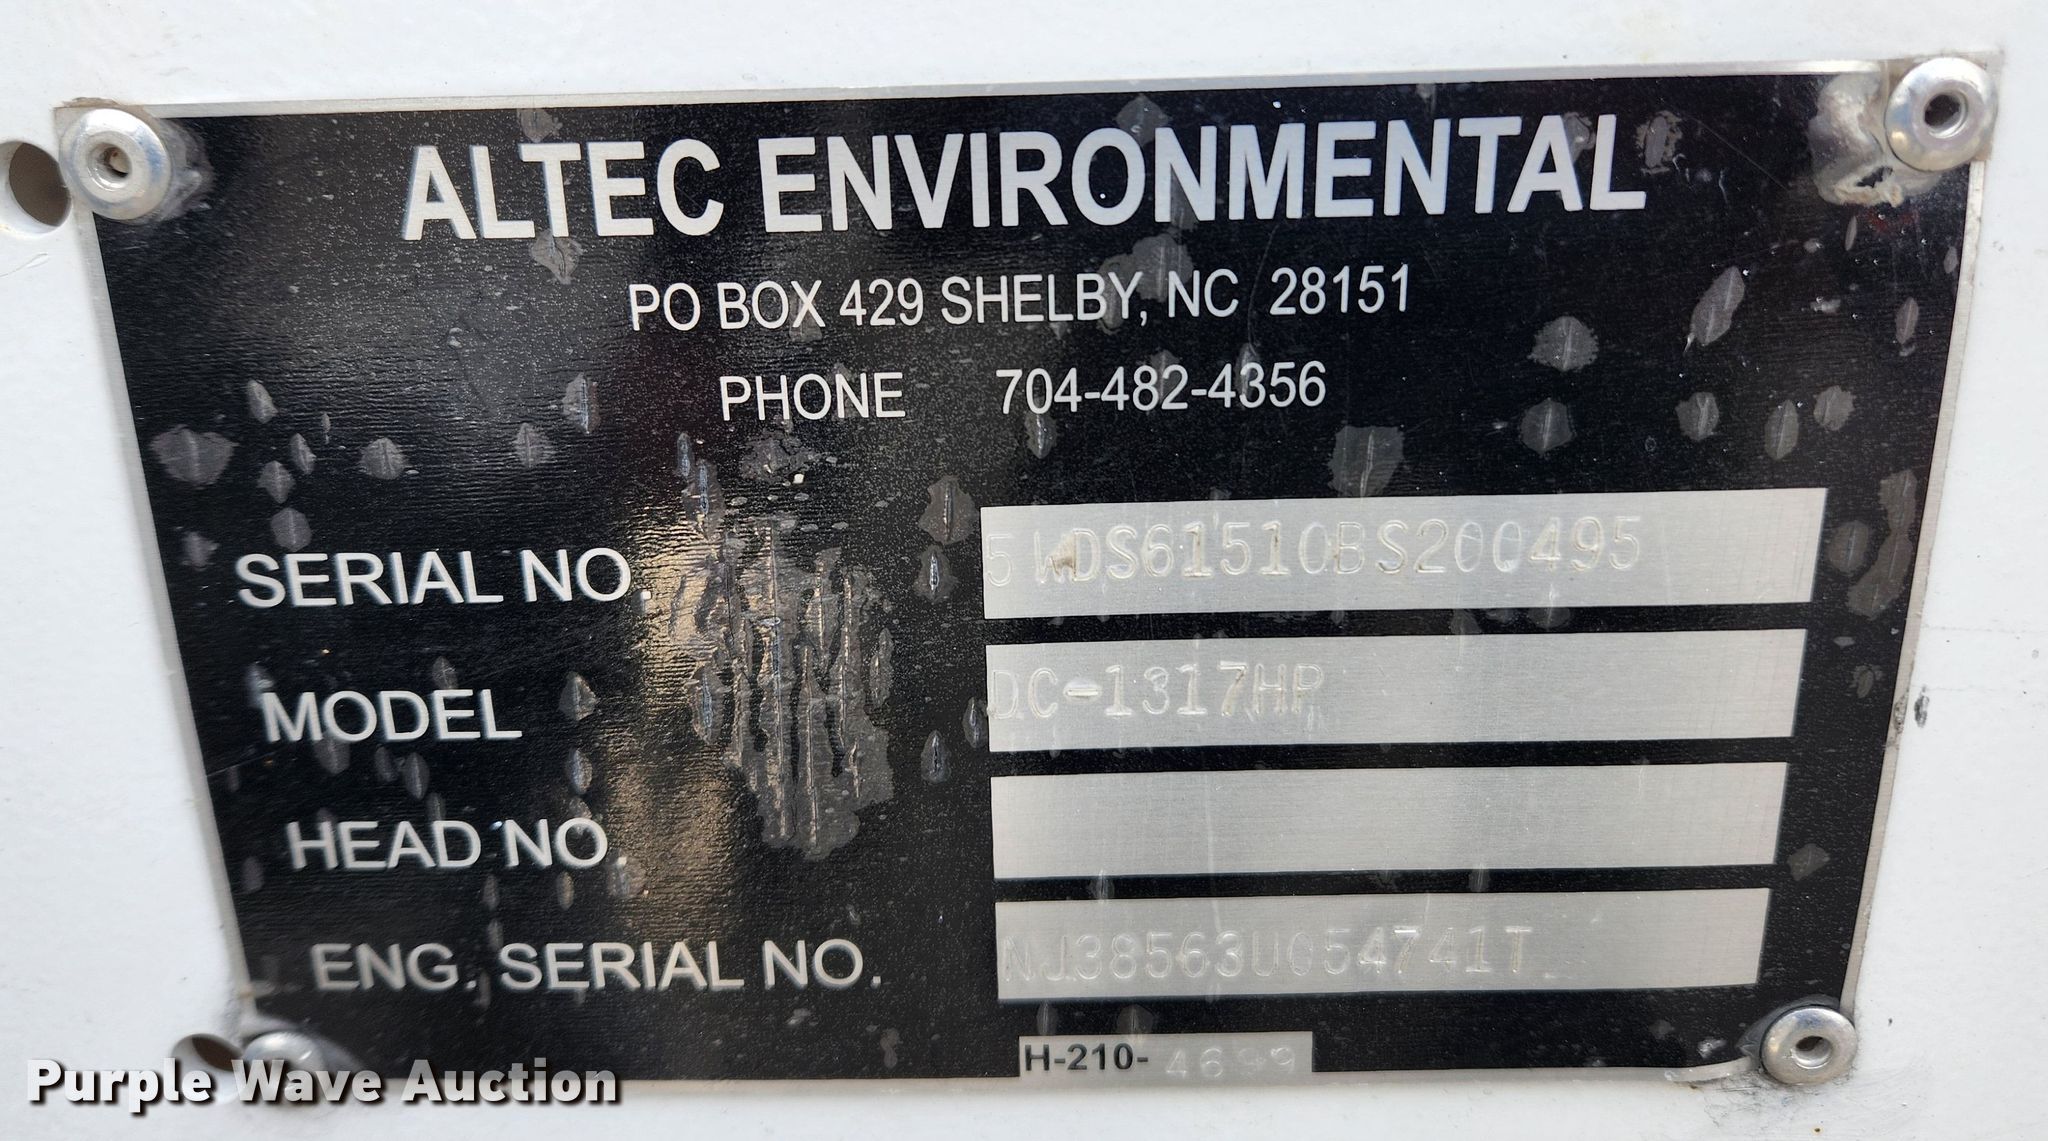 ALTEC ENVIRONMENTAL
PO BOX 429 SHELBY, NC 28151
PHONE 704-482-4356
SERIAL NO. 5WDS61510BS200495
MODEL DC-1317HP
HEAD NO.
ENG. SERIAL NO. NJ38563U054741T
H-210-4699
Purple Wave Auction